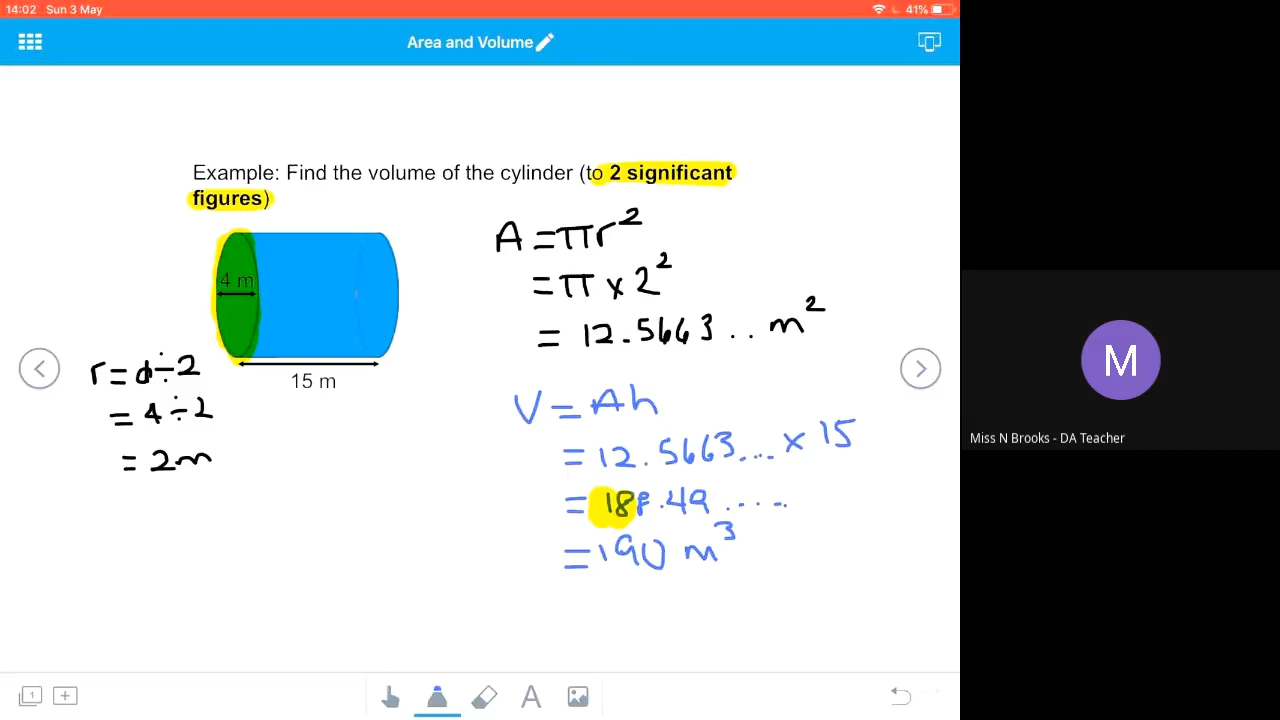 14:02 Sun 3 May
41%
Area and Volume
Example: Find the volume of the cylinder (to 2 significant
figures)
4 m
15 m
r = d ÷ 2
= 4 ÷ 2
= 2m
A = πr²
= π × 2²
= 12.5663.. m²
V = Ah
= 12.5663... × 15
= 188.49.....
= 190 m³
M
Miss N Brooks - DA Teacher
1
A